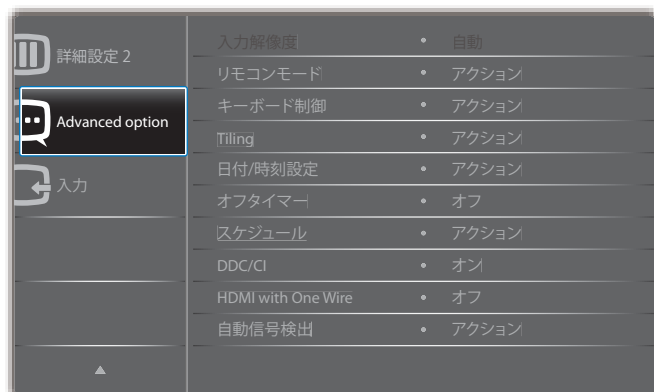 詳細設定 2
Advanced option
入力
入力解像度 • 自動
リモコンモード • アクション
キーボード制御 • アクション
Tiling • アクション
日付/時刻設定 • アクション
オフタイマー • オフ
スケジュール • アクション
DDC/CI • オン
HDMI with One Wire • オフ
自動信号検出 • アクション